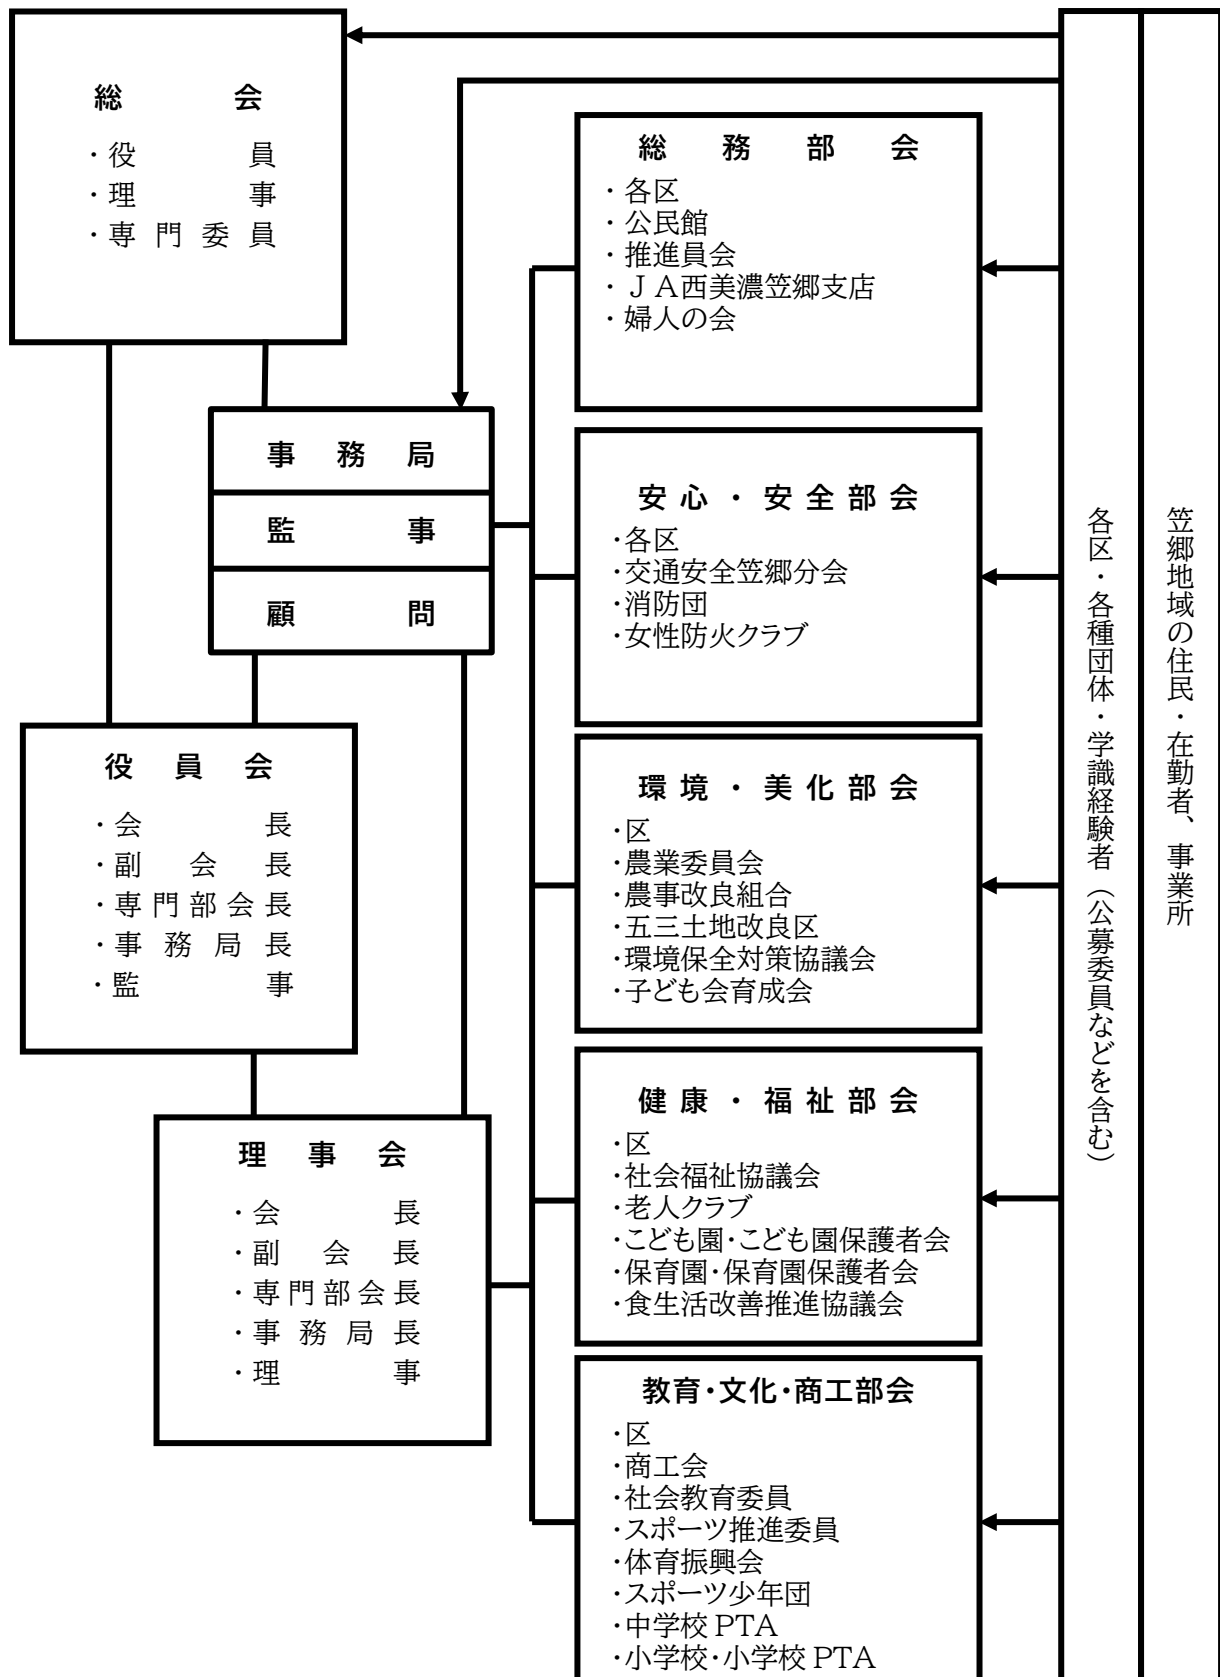 総会
・役員
・理事
・専門委員
事務局
監事
顧問
役員会
・会長
・副会長
・専門部会長
・事務局長
・監事
理事会
・会長
・副会長
・専門部会長
・事務局長
・理事
総務部会
・各区
・公民館
・推進員会
・ＪＡ西美濃笠郷支店
・婦人の会
安心・安全部会
・各区
・交通安全笠郷分会
・消防団
・女性防火クラブ
環境・美化部会
・区
・農業委員会
・農事改良組合
・五三土地改良区
・環境保全対策協議会
・子ども会育成会
健康・福祉部会
・区
・社会福祉協議会
・老人クラブ
・こども園・こども園保護者会
・保育園・保育園保護者会
・食生活改善推進協議会
教育・文化・商工部会
・区
・商工会
・社会教育委員
・スポーツ推進委員
・体育振興会
・スポーツ少年団
・中学校 PTA
・小学校・小学校 PTA
各区・各種団体・学識経験者（公募委員などを含む）
笠郷地域の住民・在勤者、事業所